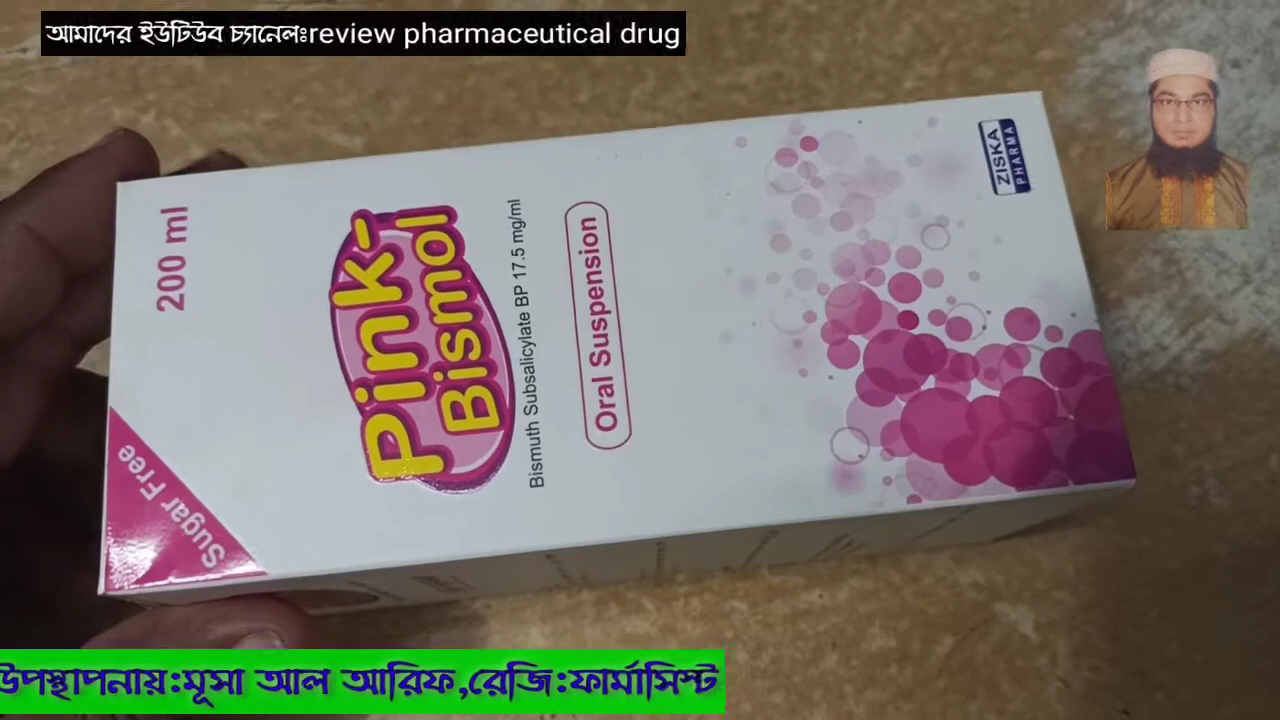 আমাদের ইউটিউব চ্যানেলঃreview pharmaceutical drug
200 ml
Sugar Free
Pink-
Bismol
Bismuth Subsalicylate BP 17.5 mg/ml
Oral Suspension
ZISKA
PHARMA
উপস্থাপনায়:মূসা আল আরিফ,রেজি:ফার্মাসিস্ট